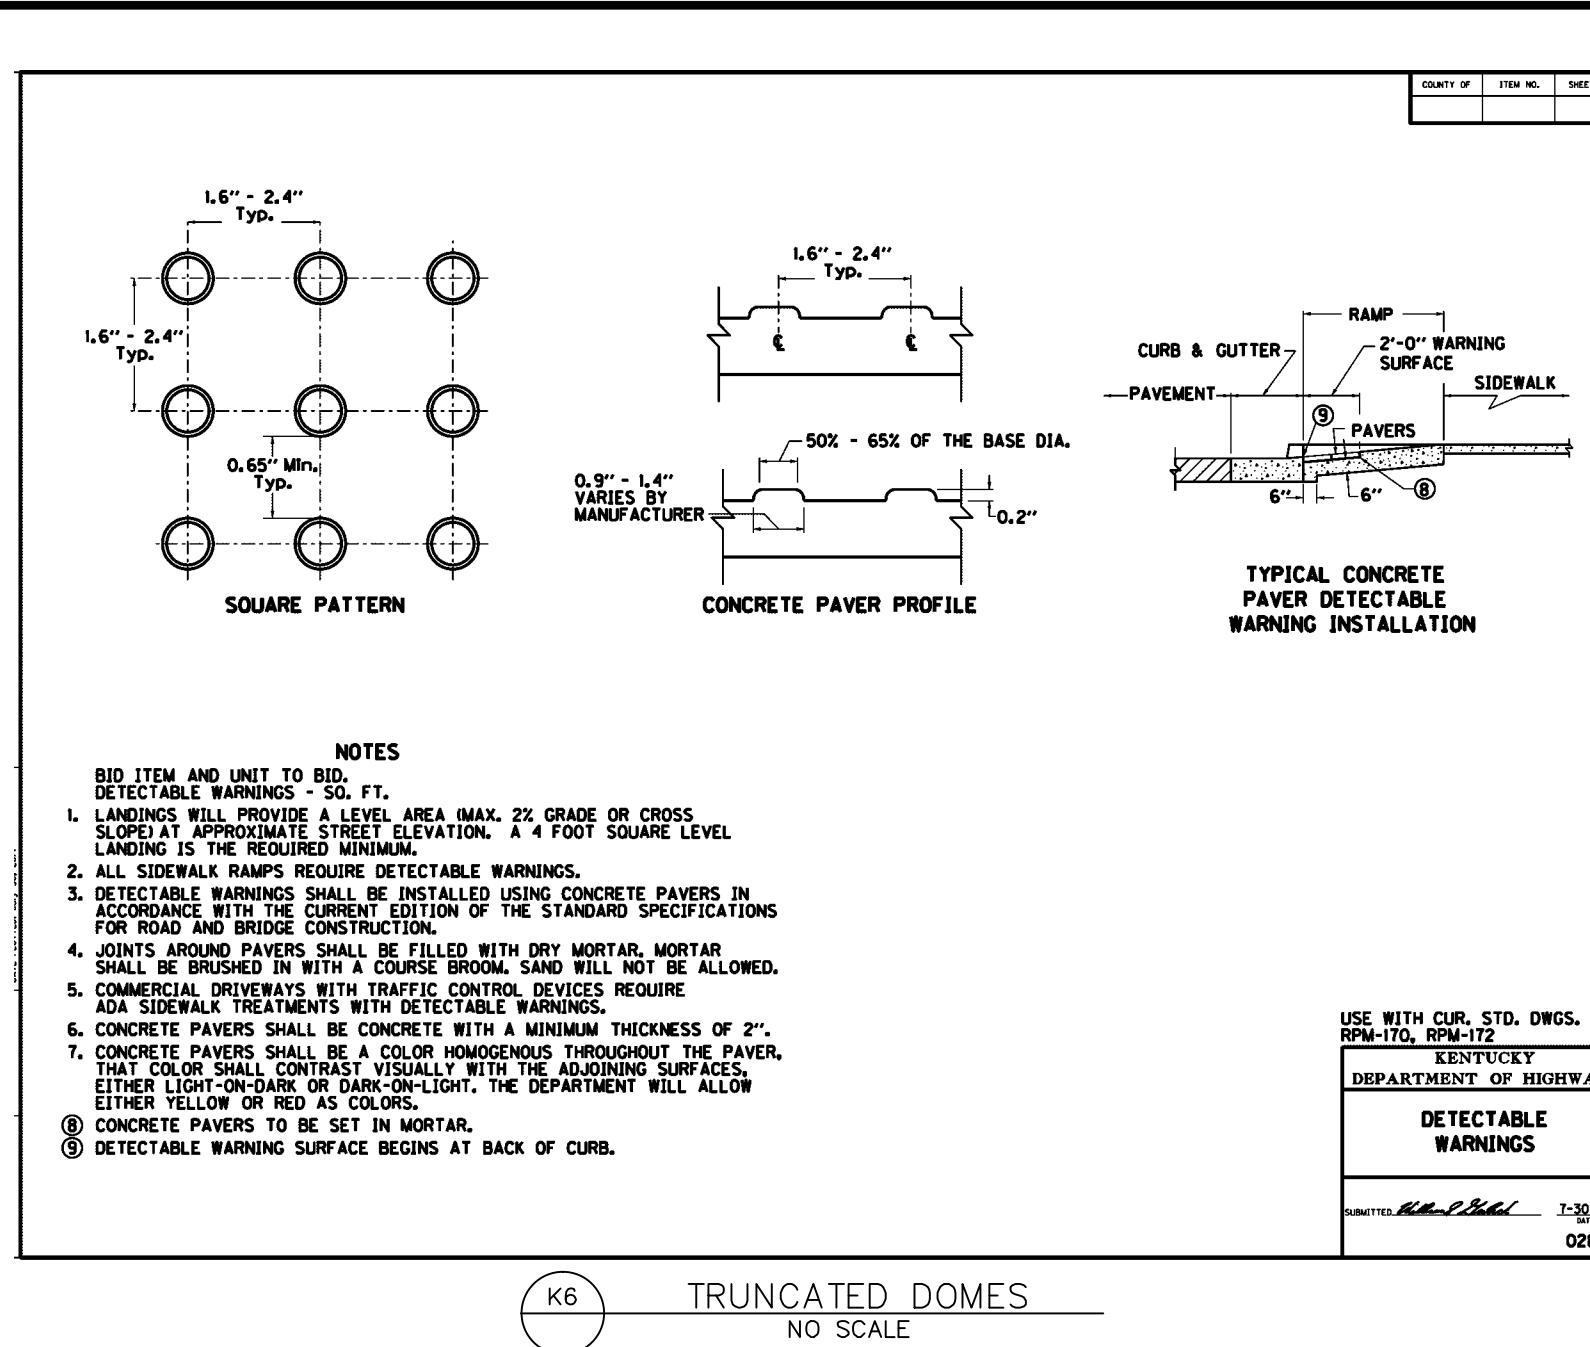 COUNTY OF ITEM NO.
1.6" - 2.4"
Typ.
1.6" - 2.4"
Typ.
0.65" Min.
Typ.
SQUARE PATTERN
1.6" - 2.4"
Typ.
℄ ℄
50% - 65% OF THE BASE DIA.
0.9" - 1.4"
VARIES BY
MANUFACTURER
0.2"
CONCRETE PAVER PROFILE
RAMP
CURB & GUTTER
2'-0" WARNING
SURFACE
SIDEWALK
PAVEMENT
9
PAVERS
6" 6" 8
TYPICAL CONCRETE
PAVER DETECTABLE
WARNING INSTALLATION
NOTES
BID ITEM AND UNIT TO BID.
DETECTABLE WARNINGS - SQ. FT.
1. LANDINGS WILL PROVIDE A LEVEL AREA (MAX. 2% GRADE OR CROSS
SLOPE) AT APPROXIMATE STREET ELEVATION. A 4 FOOT SQUARE LEVEL
LANDING IS THE REQUIRED MINIMUM.
2. ALL SIDEWALK RAMPS REQUIRE DETECTABLE WARNINGS.
3. DETECTABLE WARNINGS SHALL BE INSTALLED USING CONCRETE PAVERS IN
ACCORDANCE WITH THE CURRENT EDITION OF THE STANDARD SPECIFICATIONS
FOR ROAD AND BRIDGE CONSTRUCTION.
4. JOINTS AROUND PAVERS SHALL BE FILLED WITH DRY MORTAR. MORTAR
SHALL BE BRUSHED IN WITH A COURSE BROOM. SAND WILL NOT BE ALLOWED.
5. COMMERCIAL DRIVEWAYS WITH TRAFFIC CONTROL DEVICES REQUIRE
ADA SIDEWALK TREATMENTS WITH DETECTABLE WARNINGS.
6. CONCRETE PAVERS SHALL BE CONCRETE WITH A MINIMUM THICKNESS OF 2".
7. CONCRETE PAVERS SHALL BE A COLOR HOMOGENOUS THROUGHOUT THE PAVER.
THAT COLOR SHALL CONTRAST VISUALLY WITH THE ADJOINING SURFACES,
EITHER LIGHT-ON-DARK OR DARK-ON-LIGHT. THE DEPARTMENT WILL ALLOW
EITHER YELLOW OR RED AS COLORS.
8 CONCRETE PAVERS TO BE SET IN MORTAR.
9 DETECTABLE WARNING SURFACE BEGINS AT BACK OF CURB.
USE WITH CUR. STD. DWGS.
RPM-170, RPM-172
KENTUCKY
DEPARTMENT OF HIGHWA
DETECTABLE
WARNINGS
SUBMITTED 7-30
028
K6 TRUNCATED DOMES
NO SCALE